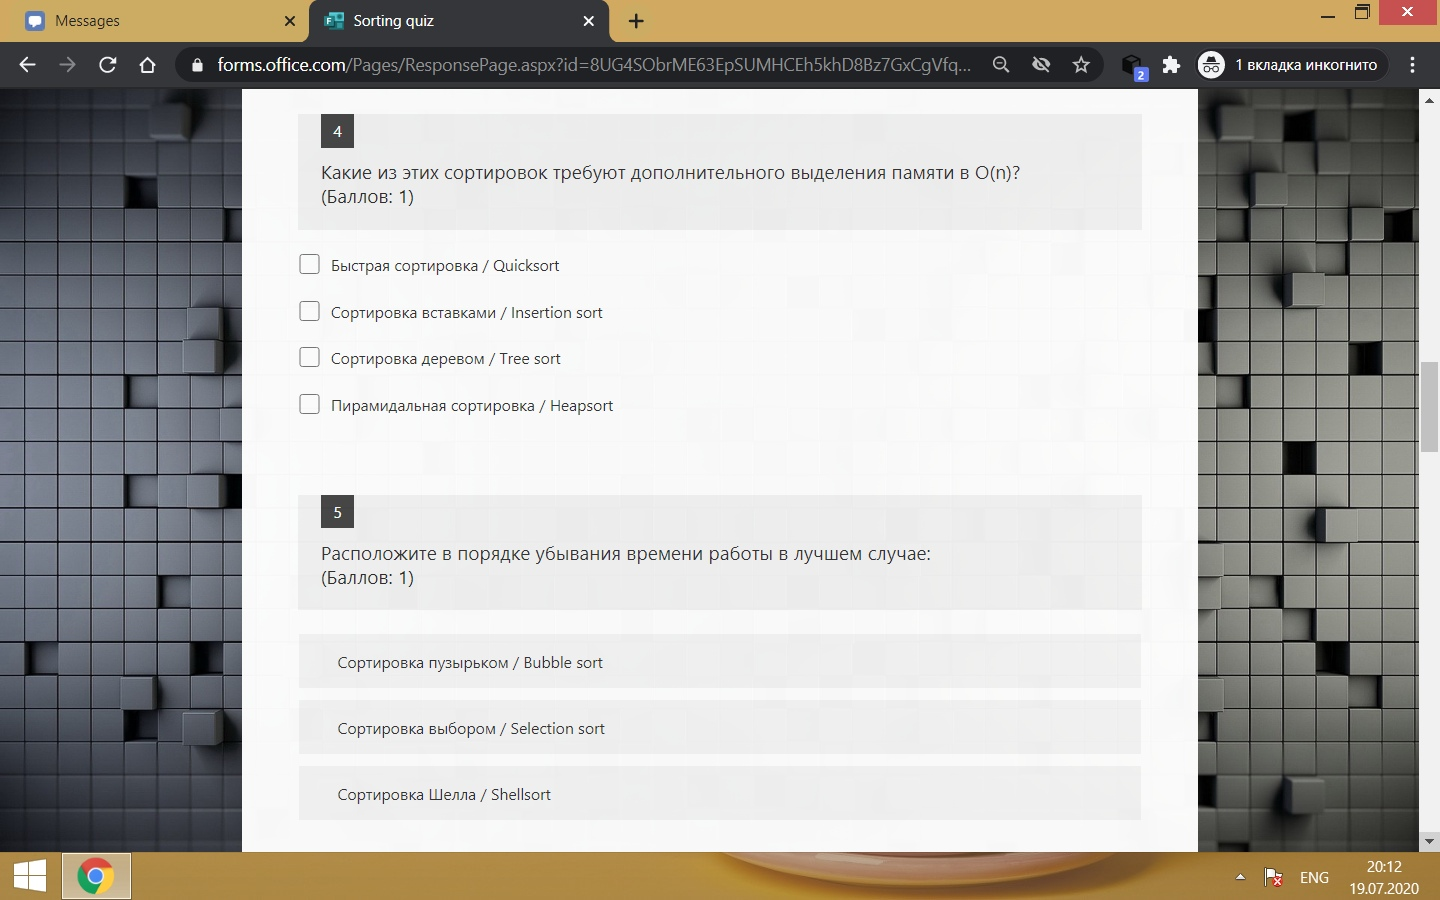 Messages
Sorting quiz
forms.office.com/Pages/ResponsePage.aspx?id=8UG4SObrME63EpSUMHCEh5khD8Bz7GxCgVfq...
2
1 вкладка инкогнито
4
Какие из этих сортировок требуют дополнительного выделения памяти в O(n)?
(Баллов: 1)
Быстрая сортировка / Quicksort
Сортировка вставками / Insertion sort
Сортировка деревом / Tree sort
Пирамидальная сортировка / Heapsort
5
Расположите в порядке убывания времени работы в лучшем случае:
(Баллов: 1)
Сортировка пузырьком / Bubble sort
Сортировка выбором / Selection sort
Сортировка Шелла / Shellsort
ENG
20:12
19.07.2020